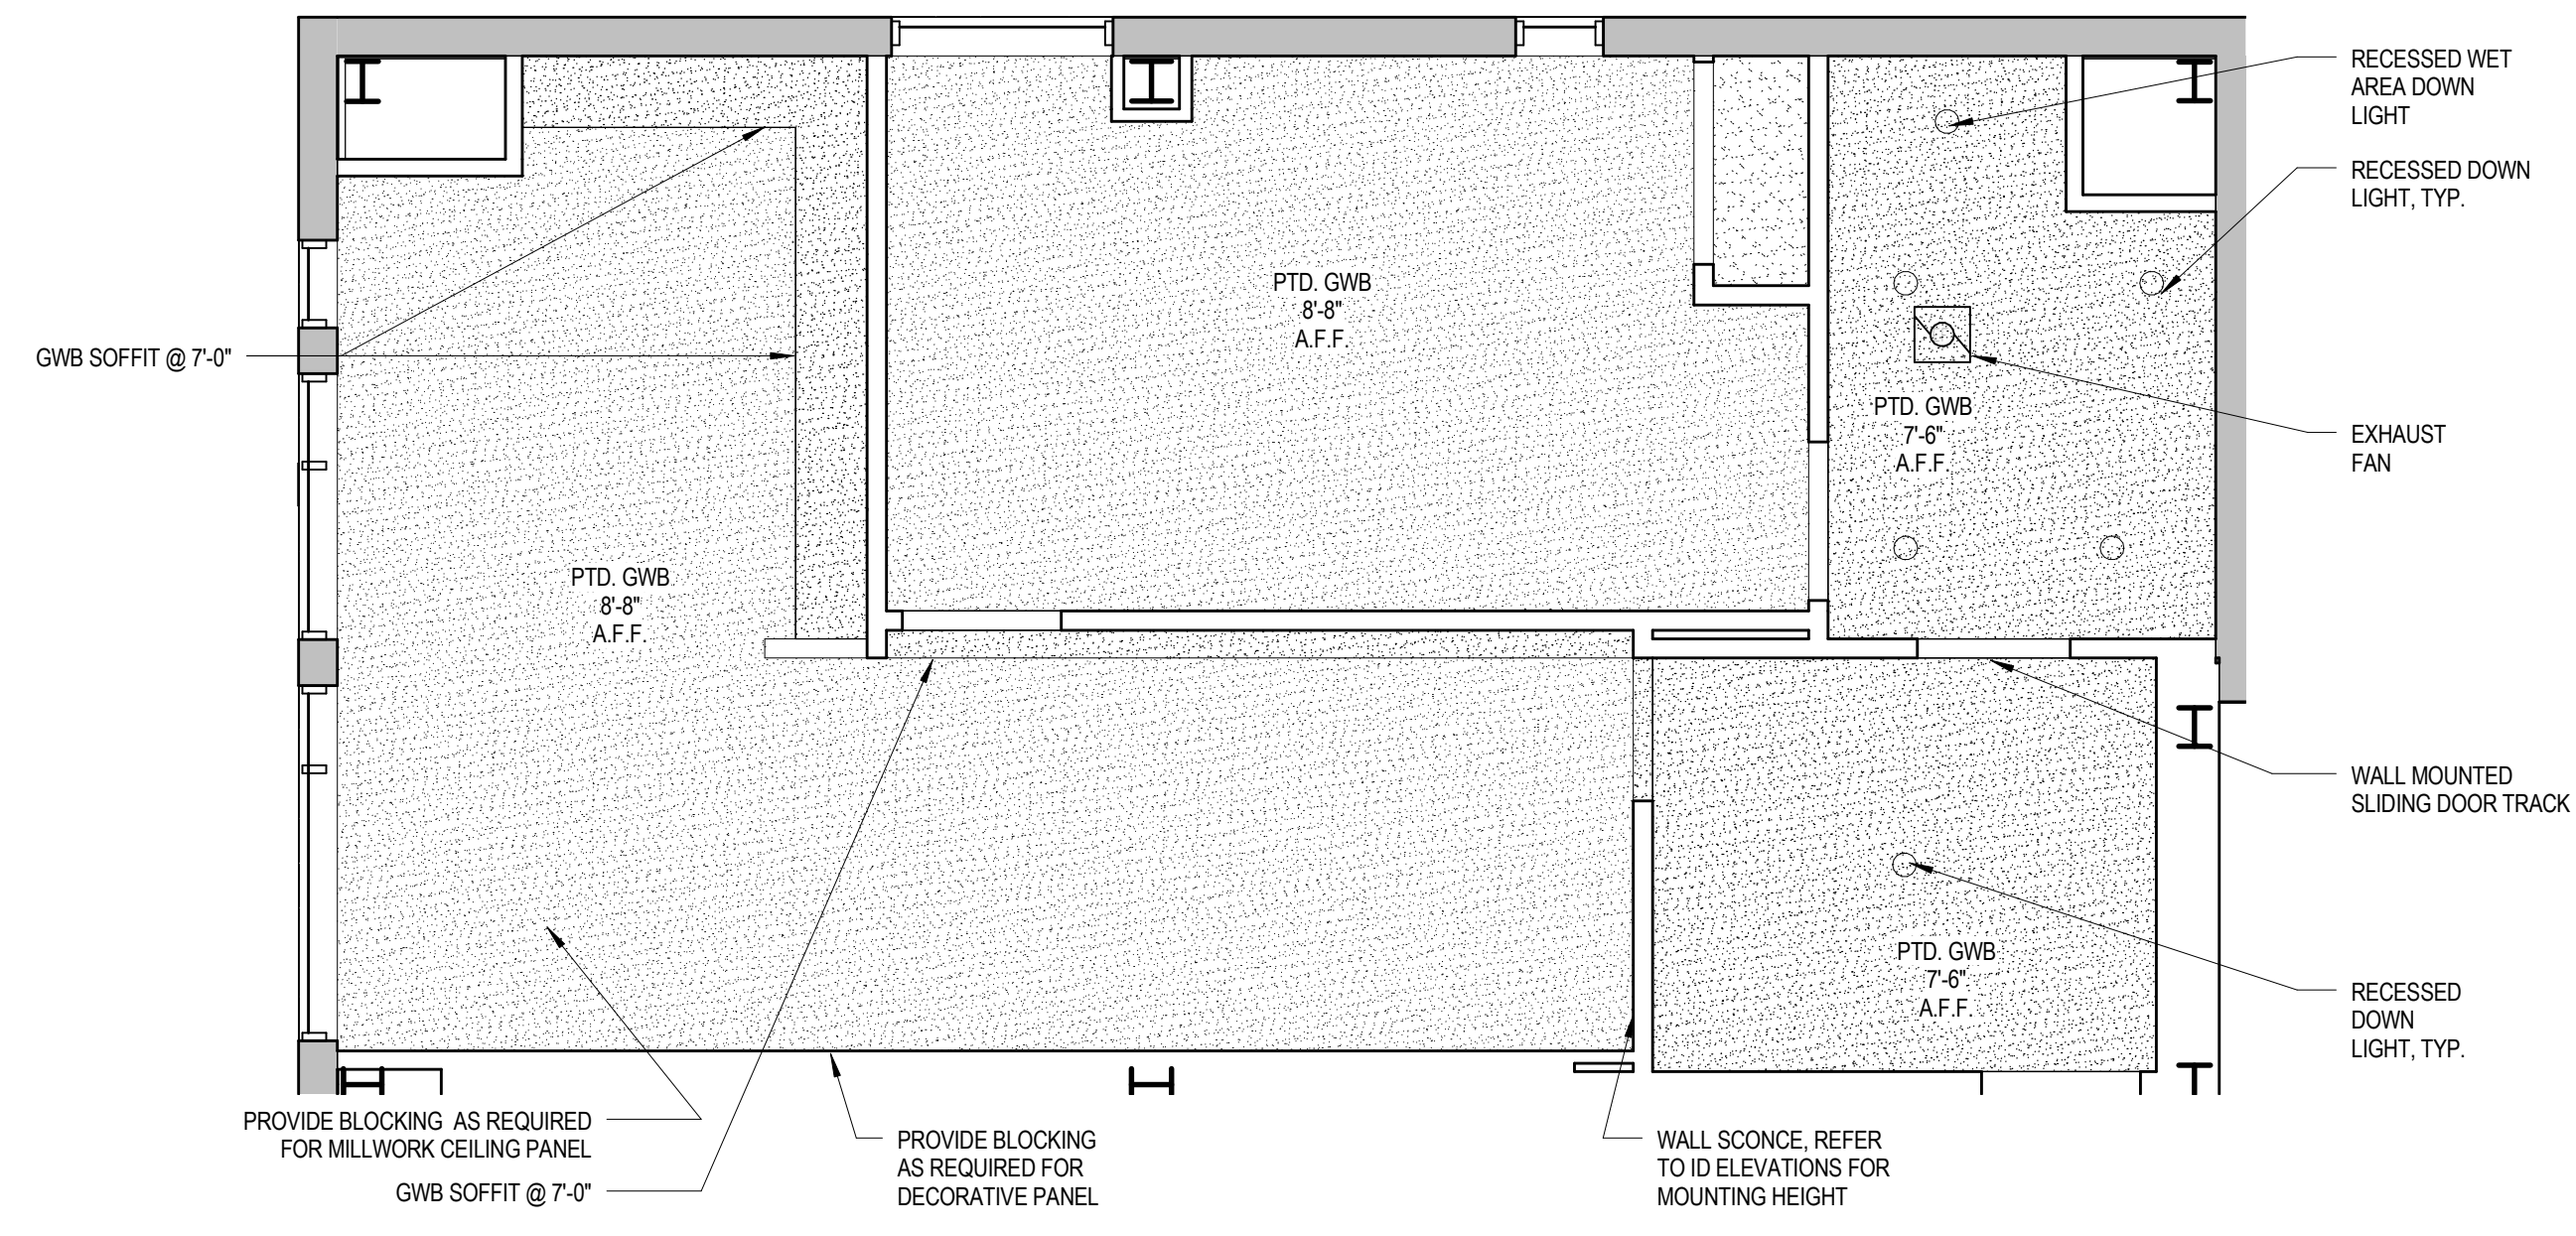 RECESSED WET
AREA DOWN
LIGHT
RECESSED DOWN
LIGHT, TYP.
PTD. GWB
8'-8"
A.F.F.
GWB SOFFIT @ 7'-0"
PTD. GWB
7'-6"
A.F.F.
EXHAUST
FAN
PTD. GWB
8'-8"
A.F.F.
WALL MOUNTED
SLIDING DOOR TRACK
PTD. GWB
7'-6"
A.F.F.
RECESSED
DOWN
LIGHT, TYP.
PROVIDE BLOCKING AS REQUIRED
FOR MILLWORK CEILING PANEL
GWB SOFFIT @ 7'-0"
PROVIDE BLOCKING
AS REQUIRED FOR
DECORATIVE PANEL
WALL SCONCE, REFER
TO ID ELEVATIONS FOR
MOUNTING HEIGHT